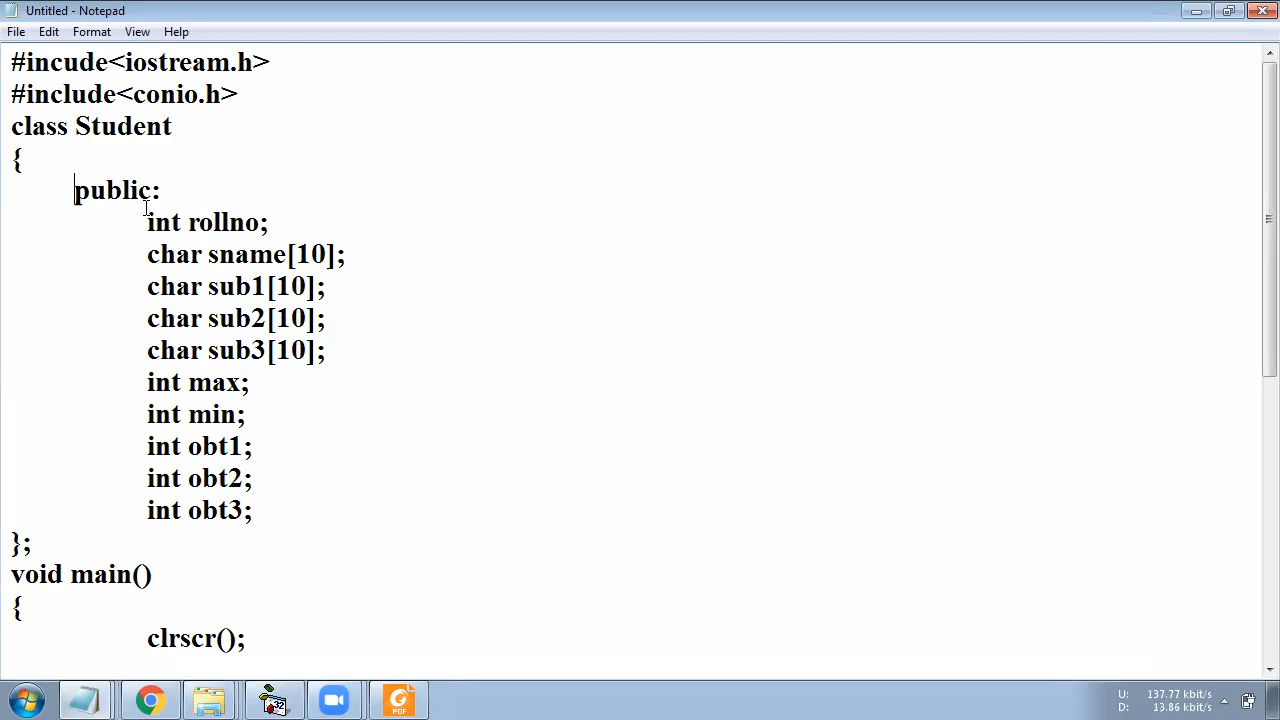 Untitled - Notepad
File Edit Format View Help
#incude<iostream.h>
#include<conio.h>
class Student
{
public:
int rollno;
char sname[10];
char sub1[10];
char sub2[10];
char sub3[10];
int max;
int min;
int obt1;
int obt2;
int obt3;
};
void main()
{
clrscr();
32
PDF
U: 137.77 kbit/s
D: 13.86 kbit/s